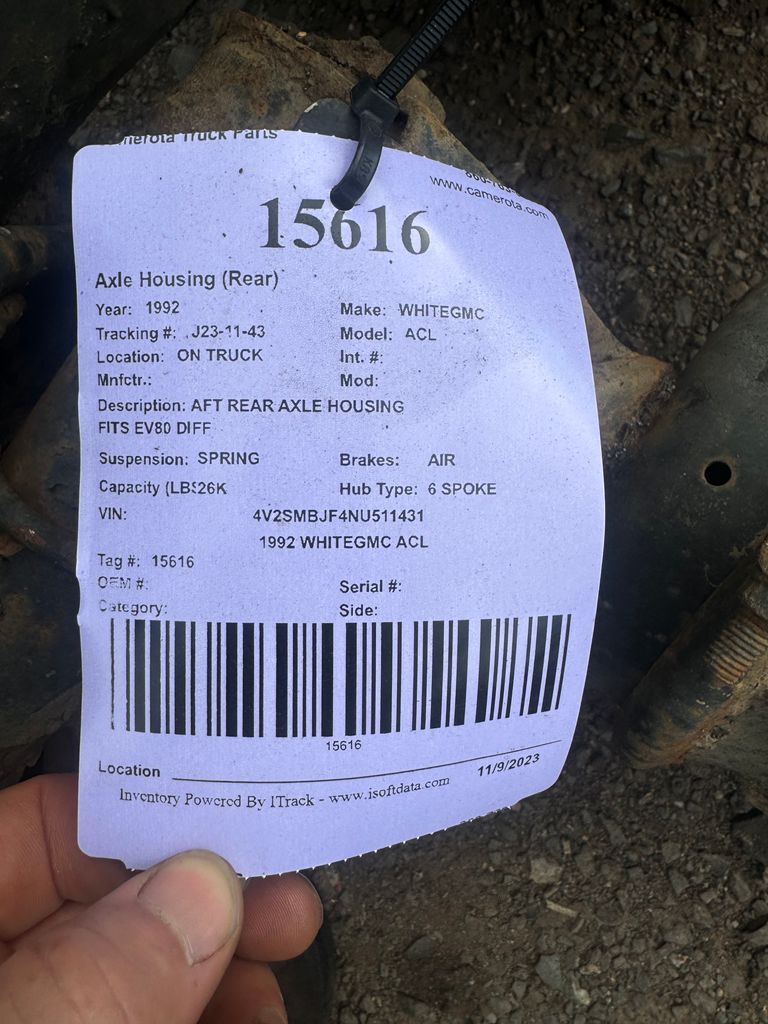 Truck Parts
www.camerota.com
15616
Axle Housing (Rear)
Year: 1992 Make: WHITEGMC
Tracking #: J23-11-43 Model: ACL
Location: ON TRUCK Int. #:
Mnfctr.: Mod:
Description: AFT REAR AXLE HOUSING
FITS EV80 DIFF
Suspension: SPRING Brakes: AIR
Capacity (LBS 26K Hub Type: 6 SPOKE
VIN: 4V2SMBJF4NU511431
1992 WHITEGMC ACL
Tag #: 15616
OEM #: Serial #:
Category: Side:
15616
Location 11/9/2023
Inventory Powered By ITrack - www.isoftdata.com